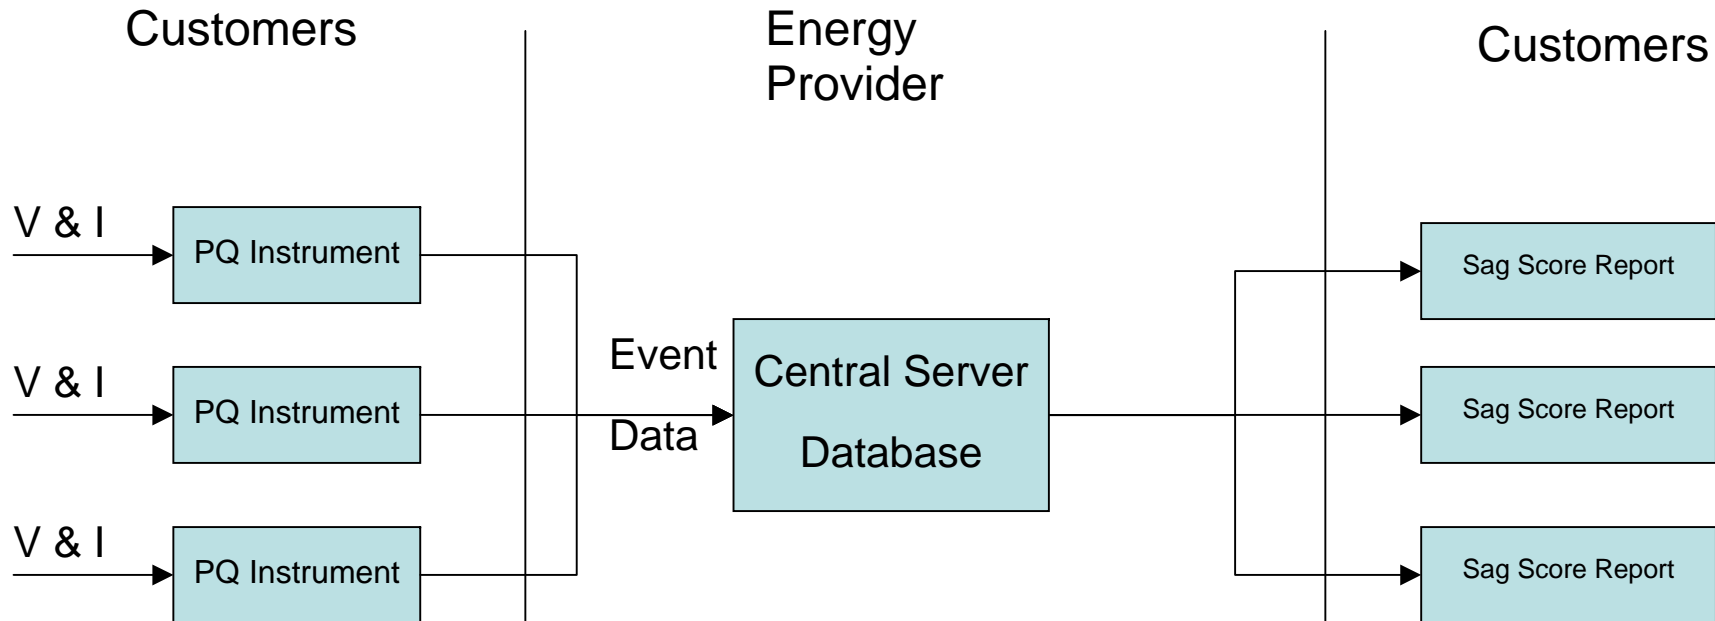 Customers
Energy
Provider
Customers
V & I
PQ Instrument
Sag Score Report
V & I
PQ Instrument
Event
Data
Central Server
Database
Sag Score Report
V & I
PQ Instrument
Sag Score Report